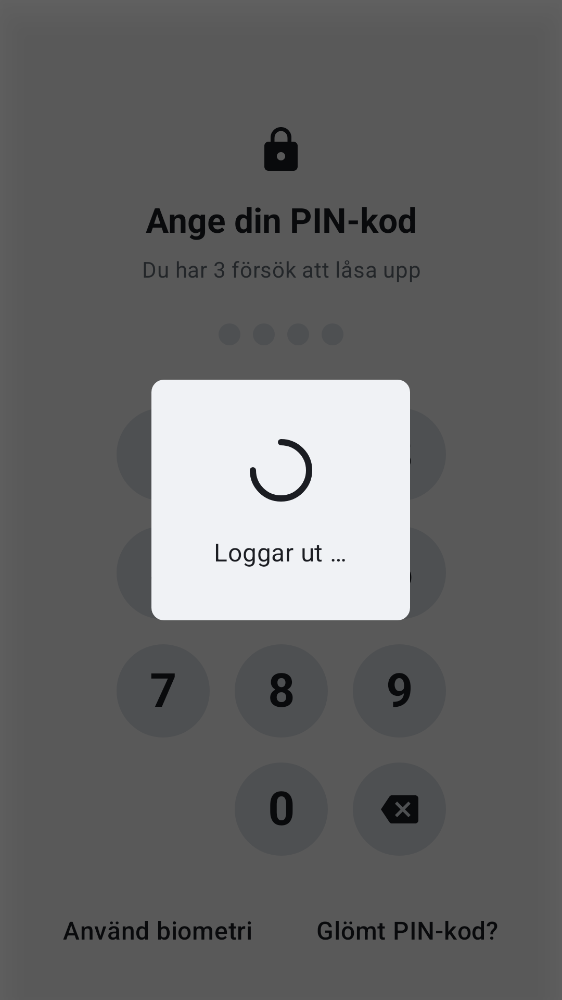 Ange din PIN-kod
Du har 3 försök att låsa upp
Loggar ut ...
7 8 9
0
Använd biometri
Glömt PIN-kod?